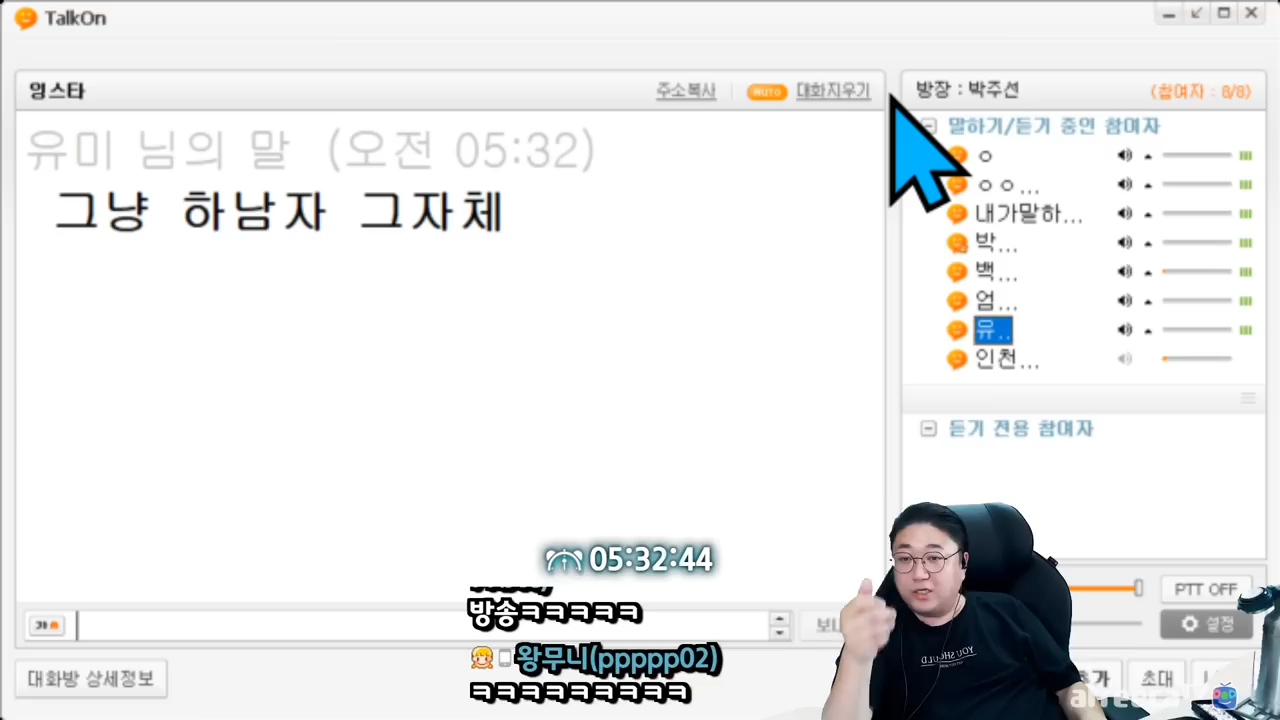 TalkOn
잉스타
주소복사
AUTO
대화지우기
유미 님의 말 (오전 05:32)
그냥 하남자 그자체
방장 : 박주선
(참여자 : 8/8)
말하기/듣기 중인 참여자
ㅇ
ㅇㅇ...
내가말하...
박...
백...
엄...
유..
인천...
듣기 전용 참여자
05:32:44
방송ㅋㅋㅋㅋㅋ
왕무니(ppppp02)
ㅋㅋㅋㅋㅋㅋㅋㅋㅋ
PTT OFF
설정
초대
대화방 상세정보
YOU SHOULD